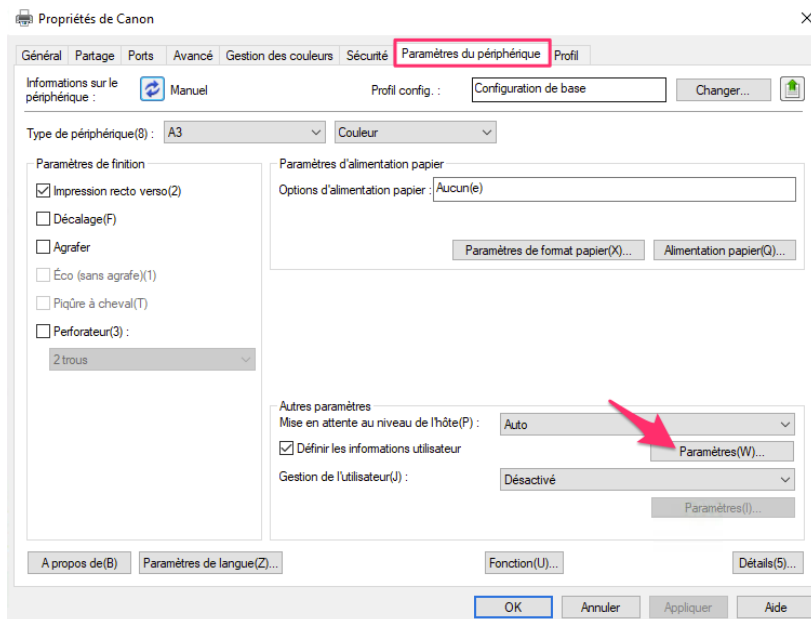 Propriétés de Canon
Général Partage Ports Avancé Gestion des couleurs Sécurité Paramètres du périphérique Profil
Informations sur le
périphérique :
Manuel
Profil config. :
Configuration de base
Changer...
Type de périphérique(8) :
A3
Couleur
Paramètres de finition
Impression recto verso(2)
Décalage(F)
Agrafer
Éco (sans agrafe)(1)
Piqûre à cheval(T)
Perforateur(3) :
2 trous
Paramètres d'alimentation papier
Options d'alimentation papier :
Aucun(e)
Paramètres de format papier(X)...
Alimentation papier(Q)...
Autres paramètres
Mise en attente au niveau de l'hôte(P) :
Auto
Définir les informations utilisateur
Paramètres(W)...
Gestion de l'utilisateur(J) :
Désactivé
Paramètres(I)...
A propos de(B)
Paramètres de langue(Z)...
Fonction(U)...
Détails(5)...
OK
Annuler
Appliquer
Aide